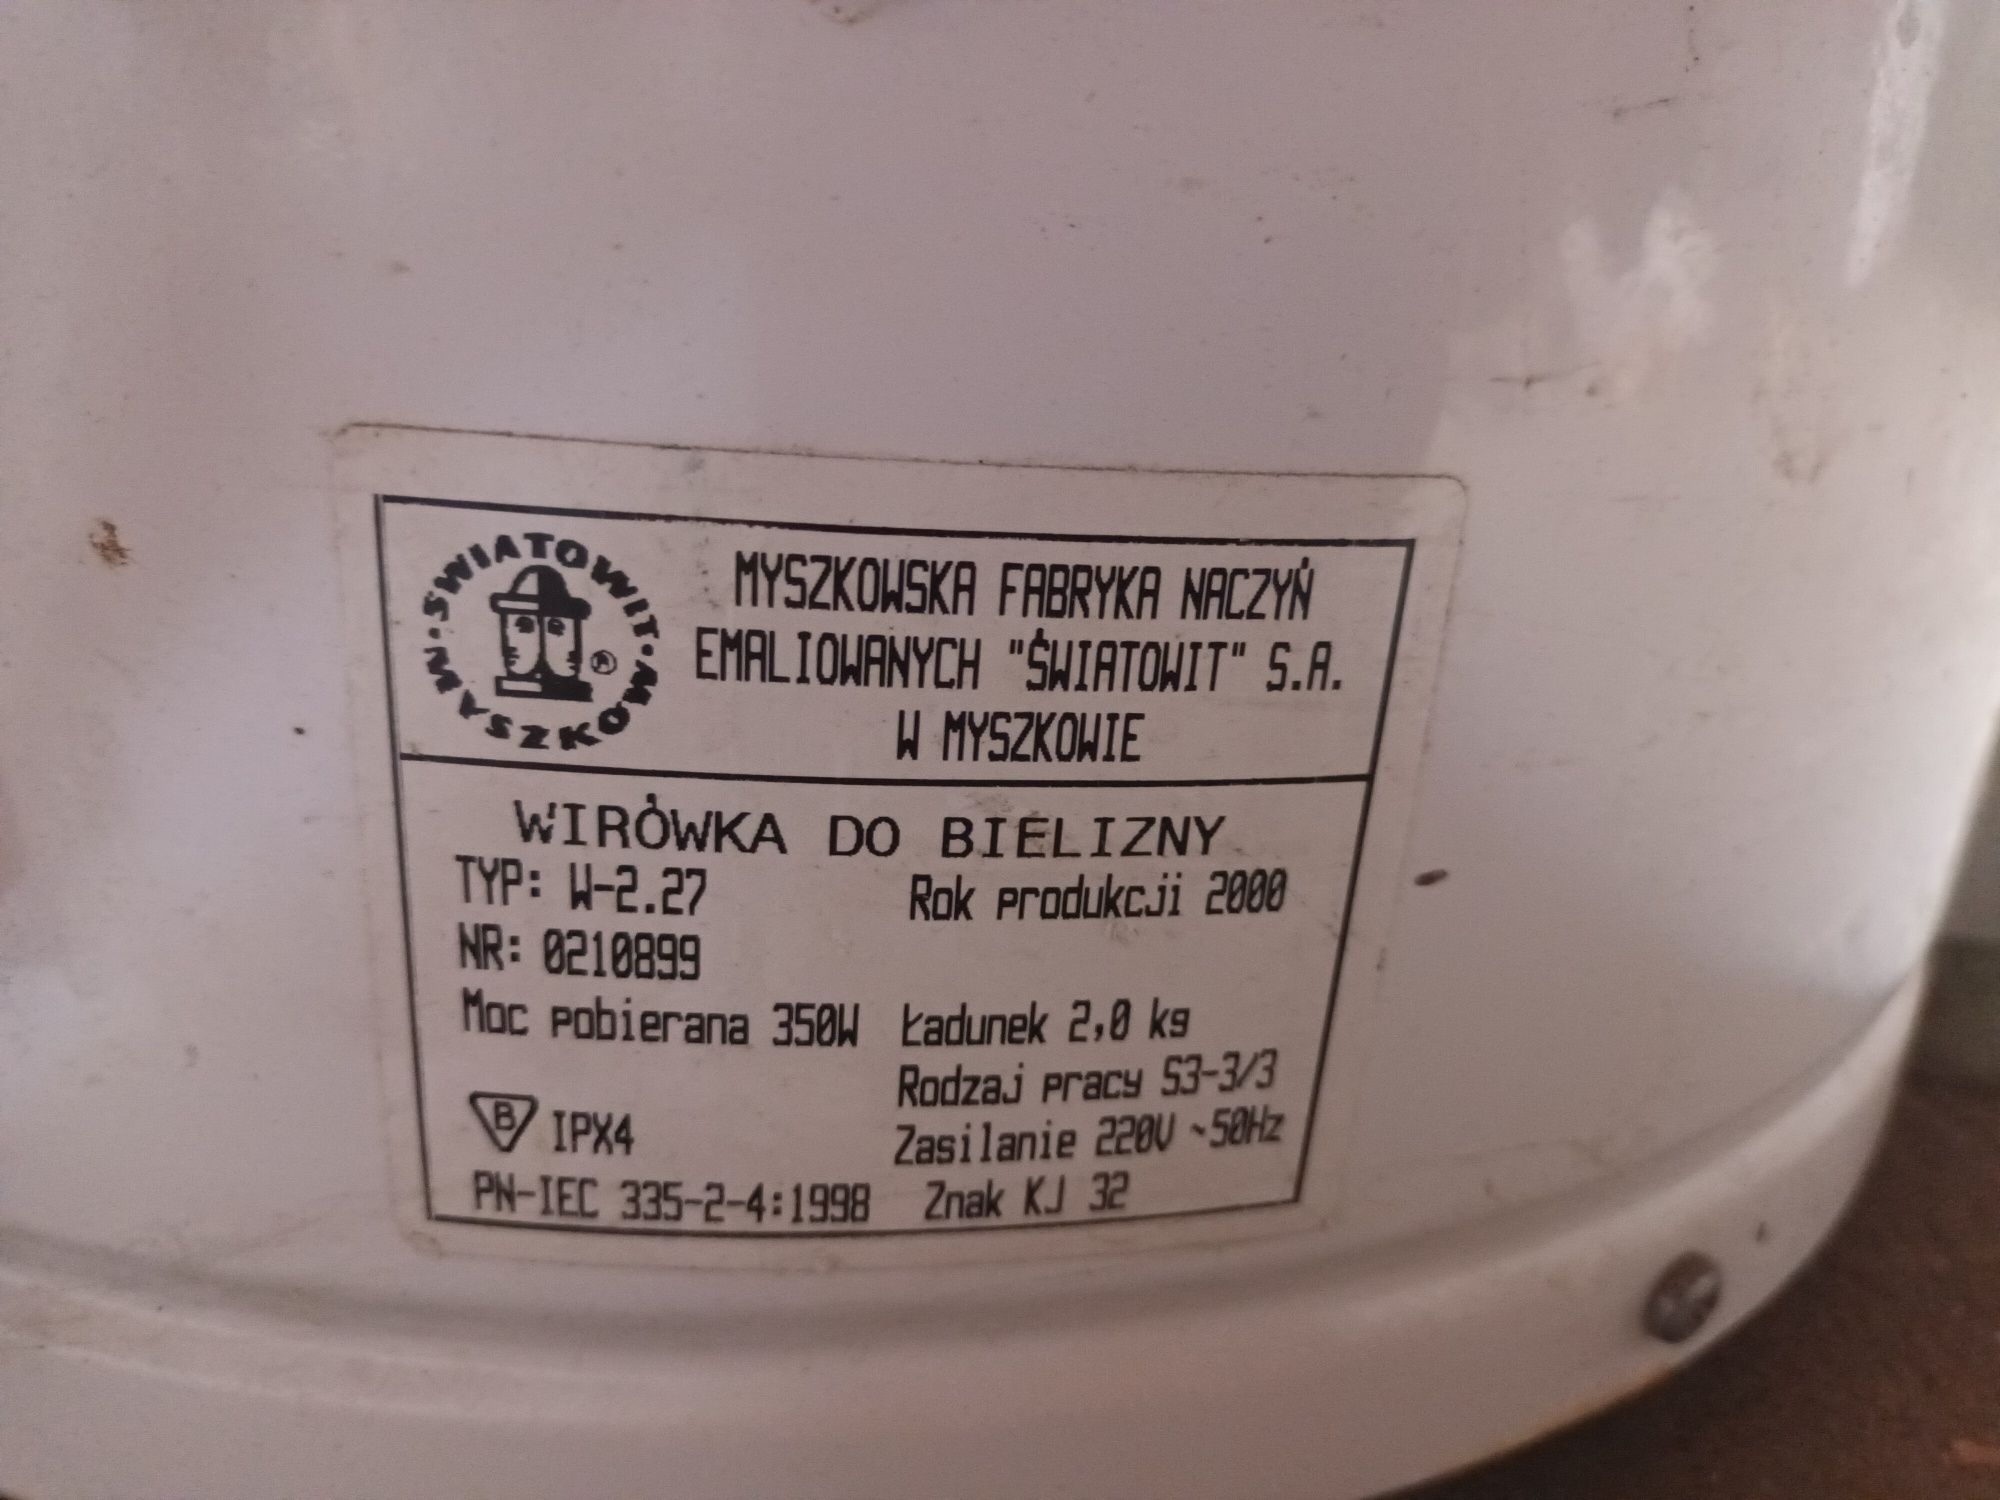 ŚWIATOWIT · MYSZKÓW ·
®
MYSZKOWSKA FABRYKA NACZYŃ
EMALIOWANYCH "ŚWIATOWIT" S.A.
W MYSZKOWIE
WIRÓWKA DO BIELIZNY
TYP: W-2.27 Rok produkcji 2000
NR: 0210899
Moc pobierana 350W Ładunek 2,0 kg
Rodzaj pracy S3-3/3
B IPX4 Zasilanie 220V ~50Hz
PN-IEC 335-2-4:1998 Znak KJ 32